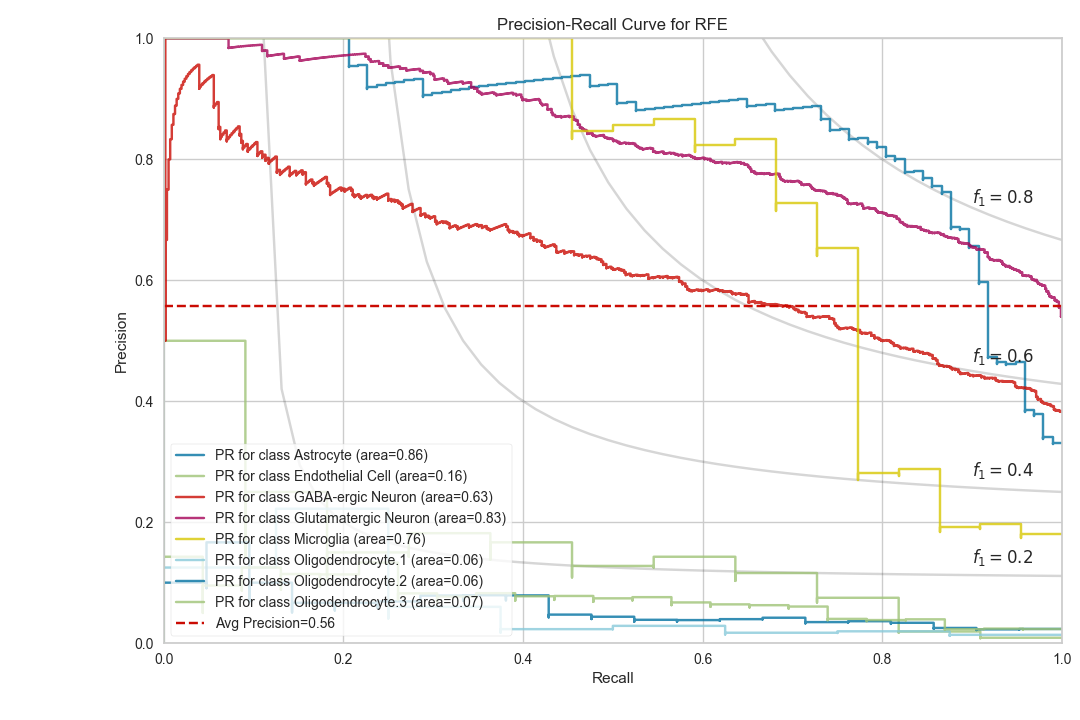 Precision-Recall Curve for RFE
1.0
0.8
0.6
0.4
0.2
0.0
Precision
f1 = 0.8
f1 = 0.6
f1 = 0.4
f1 = 0.2
PR for class Astrocyte (area=0.86)
PR for class Endothelial Cell (area=0.16)
PR for class GABA-ergic Neuron (area=0.63)
PR for class Glutamatergic Neuron (area=0.83)
PR for class Microglia (area=0.76)
PR for class Oligodendrocyte.1 (area=0.06)
PR for class Oligodendrocyte.2 (area=0.06)
PR for class Oligodendrocyte.3 (area=0.07)
Avg Precision=0.56
0.0 0.2 0.4 0.6 0.8 1.0
Recall